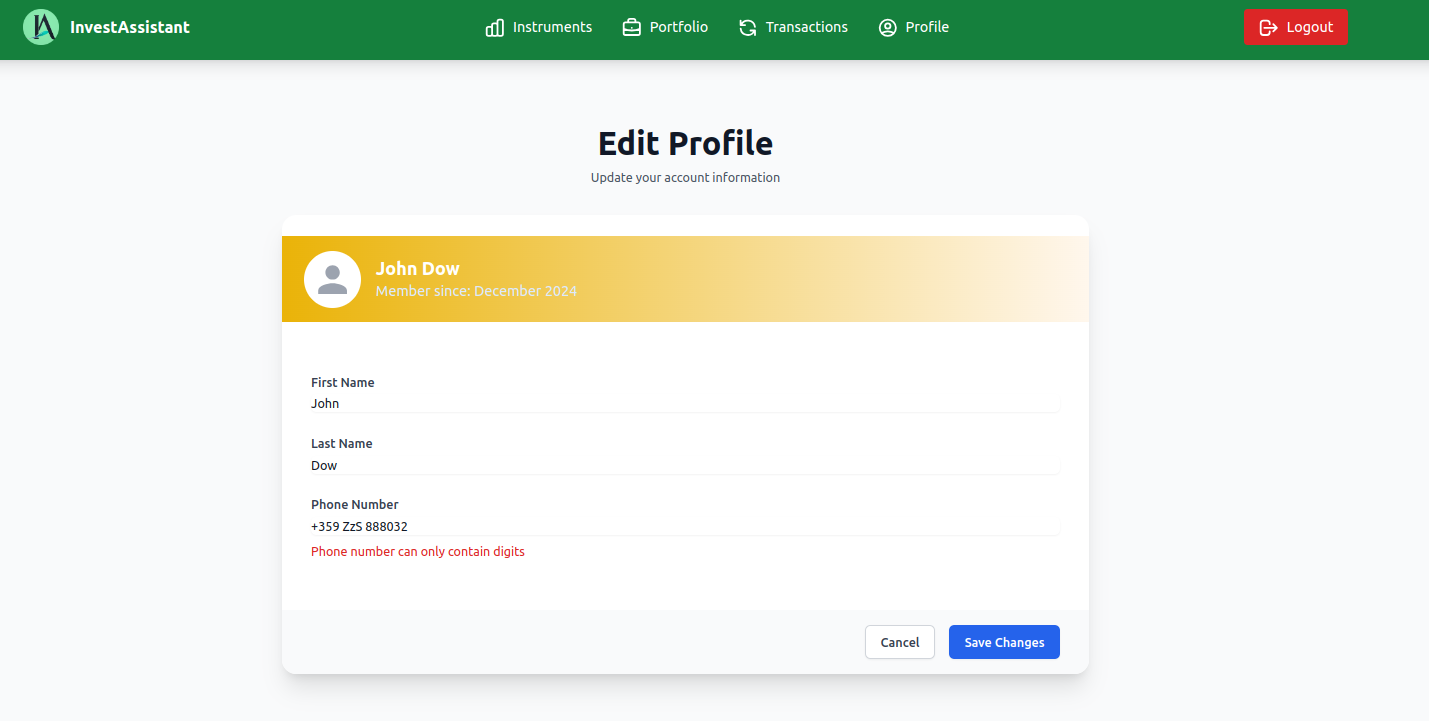 InvestAssistant
Instruments
Portfolio
Transactions
Profile
Logout
Edit Profile
Update your account information
John Dow
Member since: December 2024
First Name
John
Last Name
Dow
Phone Number
+359 ZzS 888032
Phone number can only contain digits
Cancel
Save Changes